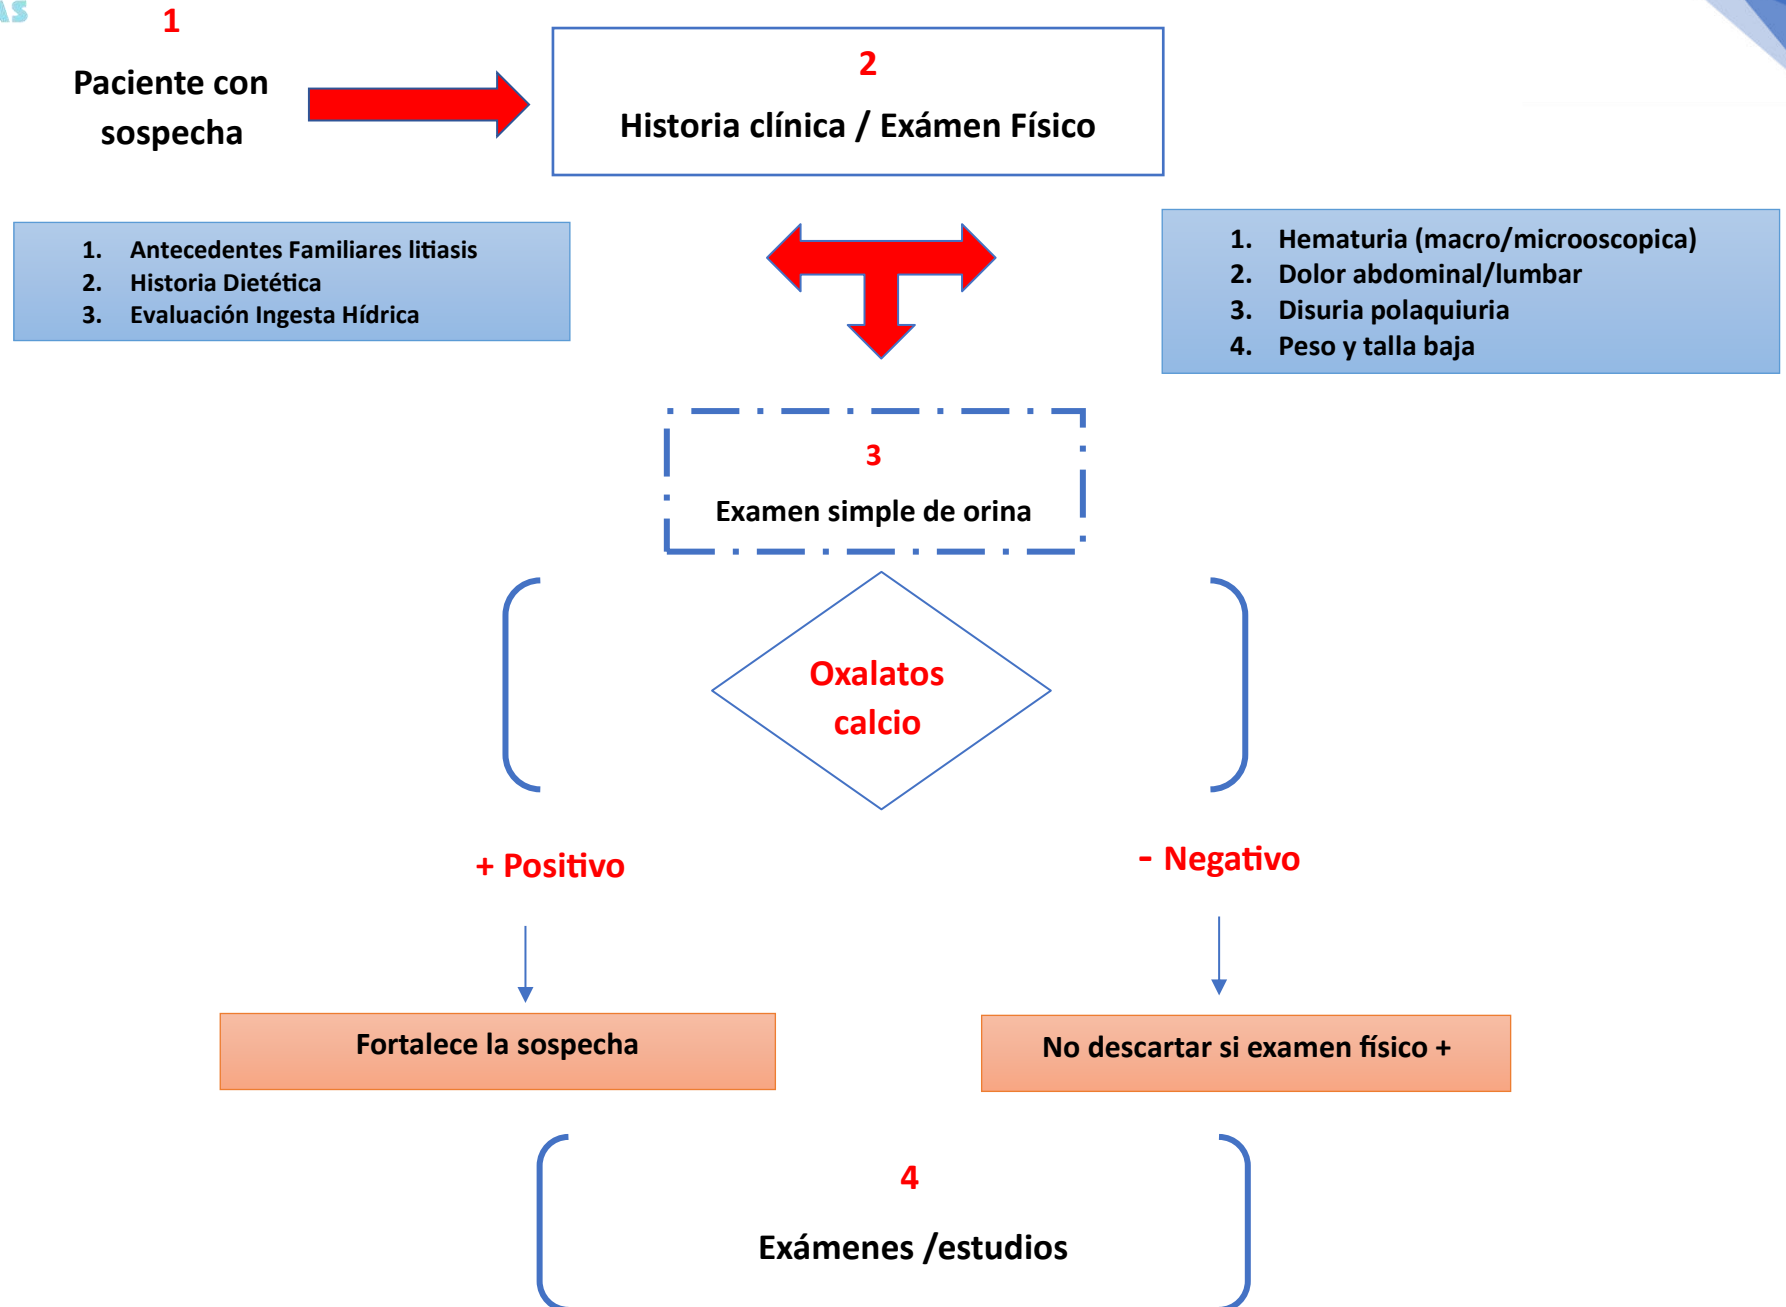 AS
1
Paciente con
sospecha
2
Historia clínica / Exámen Físico
1. Antecedentes Familiares litiasis
2. Historia Dietética
3. Evaluación Ingesta Hídrica
1. Hematuria (macro/microoscopica)
2. Dolor abdominal/lumbar
3. Disuria polaquiuria
4. Peso y talla baja
3
Examen simple de orina
Oxalatos
calcio
+ Positivo
- Negativo
Fortalece la sospecha
No descartar si examen físico +
4
Exámenes /estudios